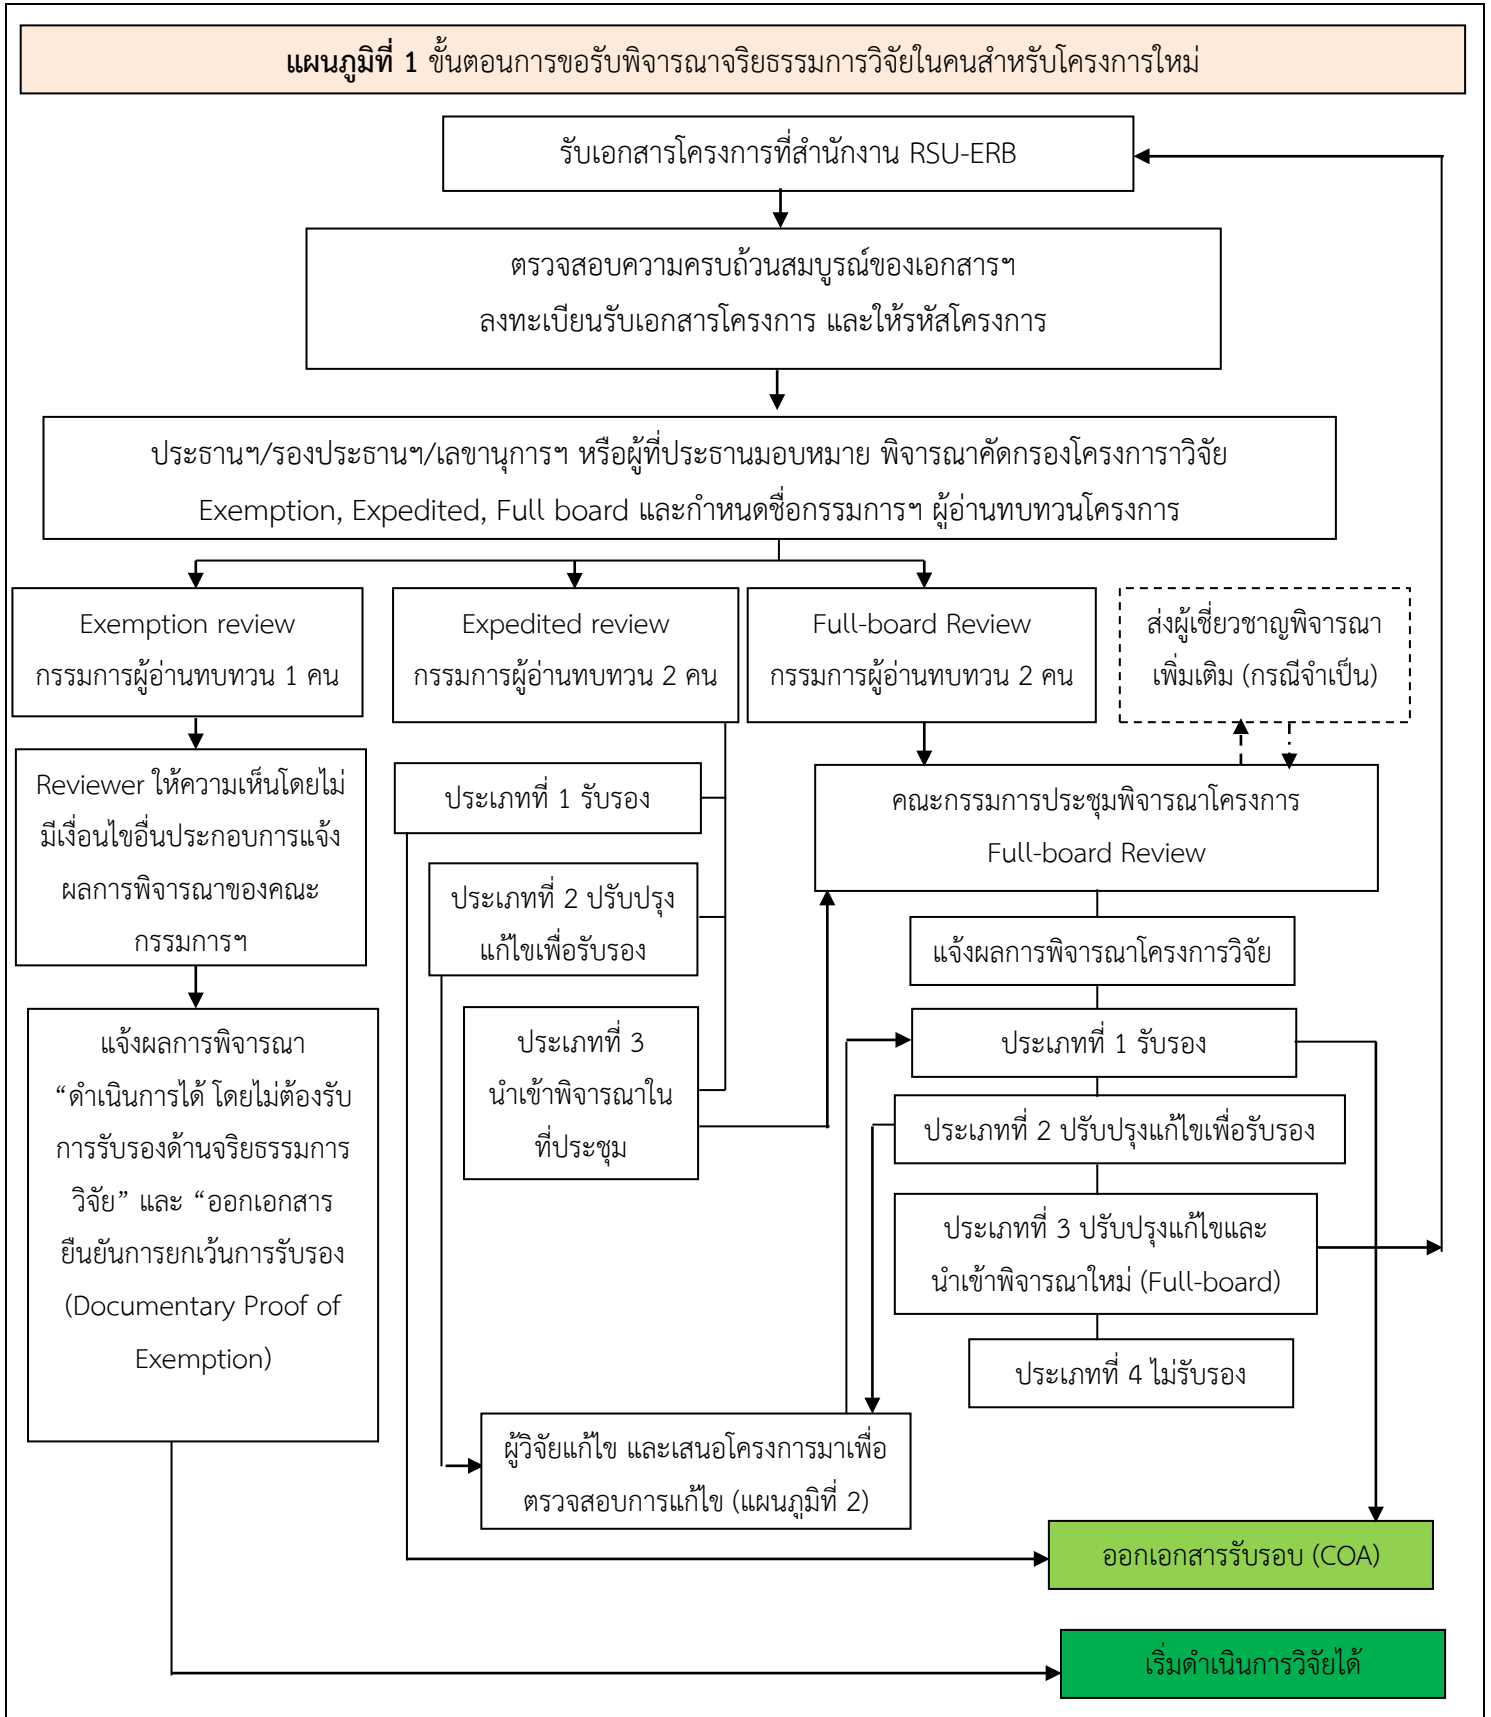 แผนภูมิที่ 1 ขั้นตอนการขอรับพิจารณาจริยธรรมการวิจัยในคนสำหรับโครงการใหม่
รับเอกสารโครงการที่สำนักงาน RSU-ERB
ตรวจสอบความครบถ้วนสมบูรณ์ของเอกสารฯ
ลงทะเบียนรับเอกสารโครงการ และให้รหัสโครงการ
ประธานฯ/รองประธานฯ/เลขานุการฯ หรือผู้ที่ประธานมอบหมาย พิจารณาคัดกรองโครงการาวิจัย
Exemption, Expedited, Full board และกำหนดชื่อกรรมการฯ ผู้อ่านทบทวนโครงการ
Exemption review
กรรมการผู้อ่านทบทวน 1 คน
Expedited review
กรรมการผู้อ่านทบทวน 2 คน
Full-board Review
กรรมการผู้อ่านทบทวน 2 คน
ส่งผู้เชี่ยวชาญพิจารณา
เพิ่มเติม (กรณีจำเป็น)
Reviewer ให้ความเห็นโดยไม่
มีเงื่อนไขอื่นประกอบการแจ้ง
ผลการพิจารณาของคณะ
กรรมการฯ
แจ้งผลการพิจารณา
“ดำเนินการได้ โดยไม่ต้องรับ
การรับรองด้านจริยธรรมการ
วิจัย” และ “ออกเอกสาร
ยืนยันการยกเว้นการรับรอง
(Documentary Proof of
Exemption)
ประเภทที่ 1 รับรอง
ประเภทที่ 2 ปรับปรุง
แก้ไขเพื่อรับรอง
ประเภทที่ 3
นำเข้าพิจารณาใน
ที่ประชุม
คณะกรรมการประชุมพิจารณาโครงการ
Full-board Review
แจ้งผลการพิจารณาโครงการวิจัย
ประเภทที่ 1 รับรอง
ประเภทที่ 2 ปรับปรุงแก้ไขเพื่อรับรอง
ประเภทที่ 3 ปรับปรุงแก้ไขและ
นำเข้าพิจารณาใหม่ (Full-board)
ประเภทที่ 4 ไม่รับรอง
ผู้วิจัยแก้ไข และเสนอโครงการมาเพื่อ
ตรวจสอบการแก้ไข (แผนภูมิที่ 2)
ออกเอกสารรับรอบ (COA)
เริ่มดำเนินการวิจัยได้